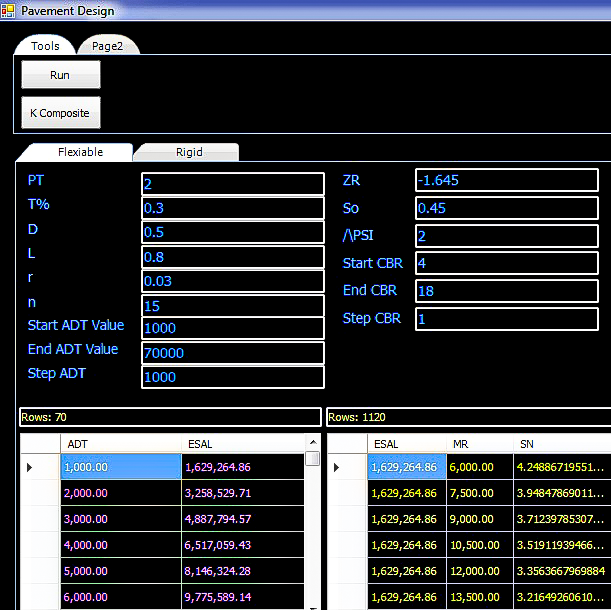 Pavement Design
Tools Page2
Run
K Composite
Flexiable Rigid
PT 2
T% 0.3
D 0.5
L 0.8
r 0.03
n 15
Start ADT Value 1000
End ADT Value 70000
Step ADT 1000
ZR -1.645
So 0.45
/\PSI 2
Start CBR 4
End CBR 18
Step CBR 1
Rows: 70
ADT ESAL
1,000.00 1,629,264.86
2,000.00 3,258,529.71
3,000.00 4,887,794.57
4,000.00 6,517,059.43
5,000.00 8,146,324.28
6,000.00 9,775,589.14
Rows: 1120
ESAL MR SN
1,629,264.86 6,000.00 4.24886719551...
1,629,264.86 7,500.00 3.94847869011...
1,629,264.86 9,000.00 3.71239785307...
1,629,264.86 10,500.00 3.51911939466...
1,629,264.86 12,000.00 3.3563667969884
1,629,264.86 13,500.00 3.21649260610...